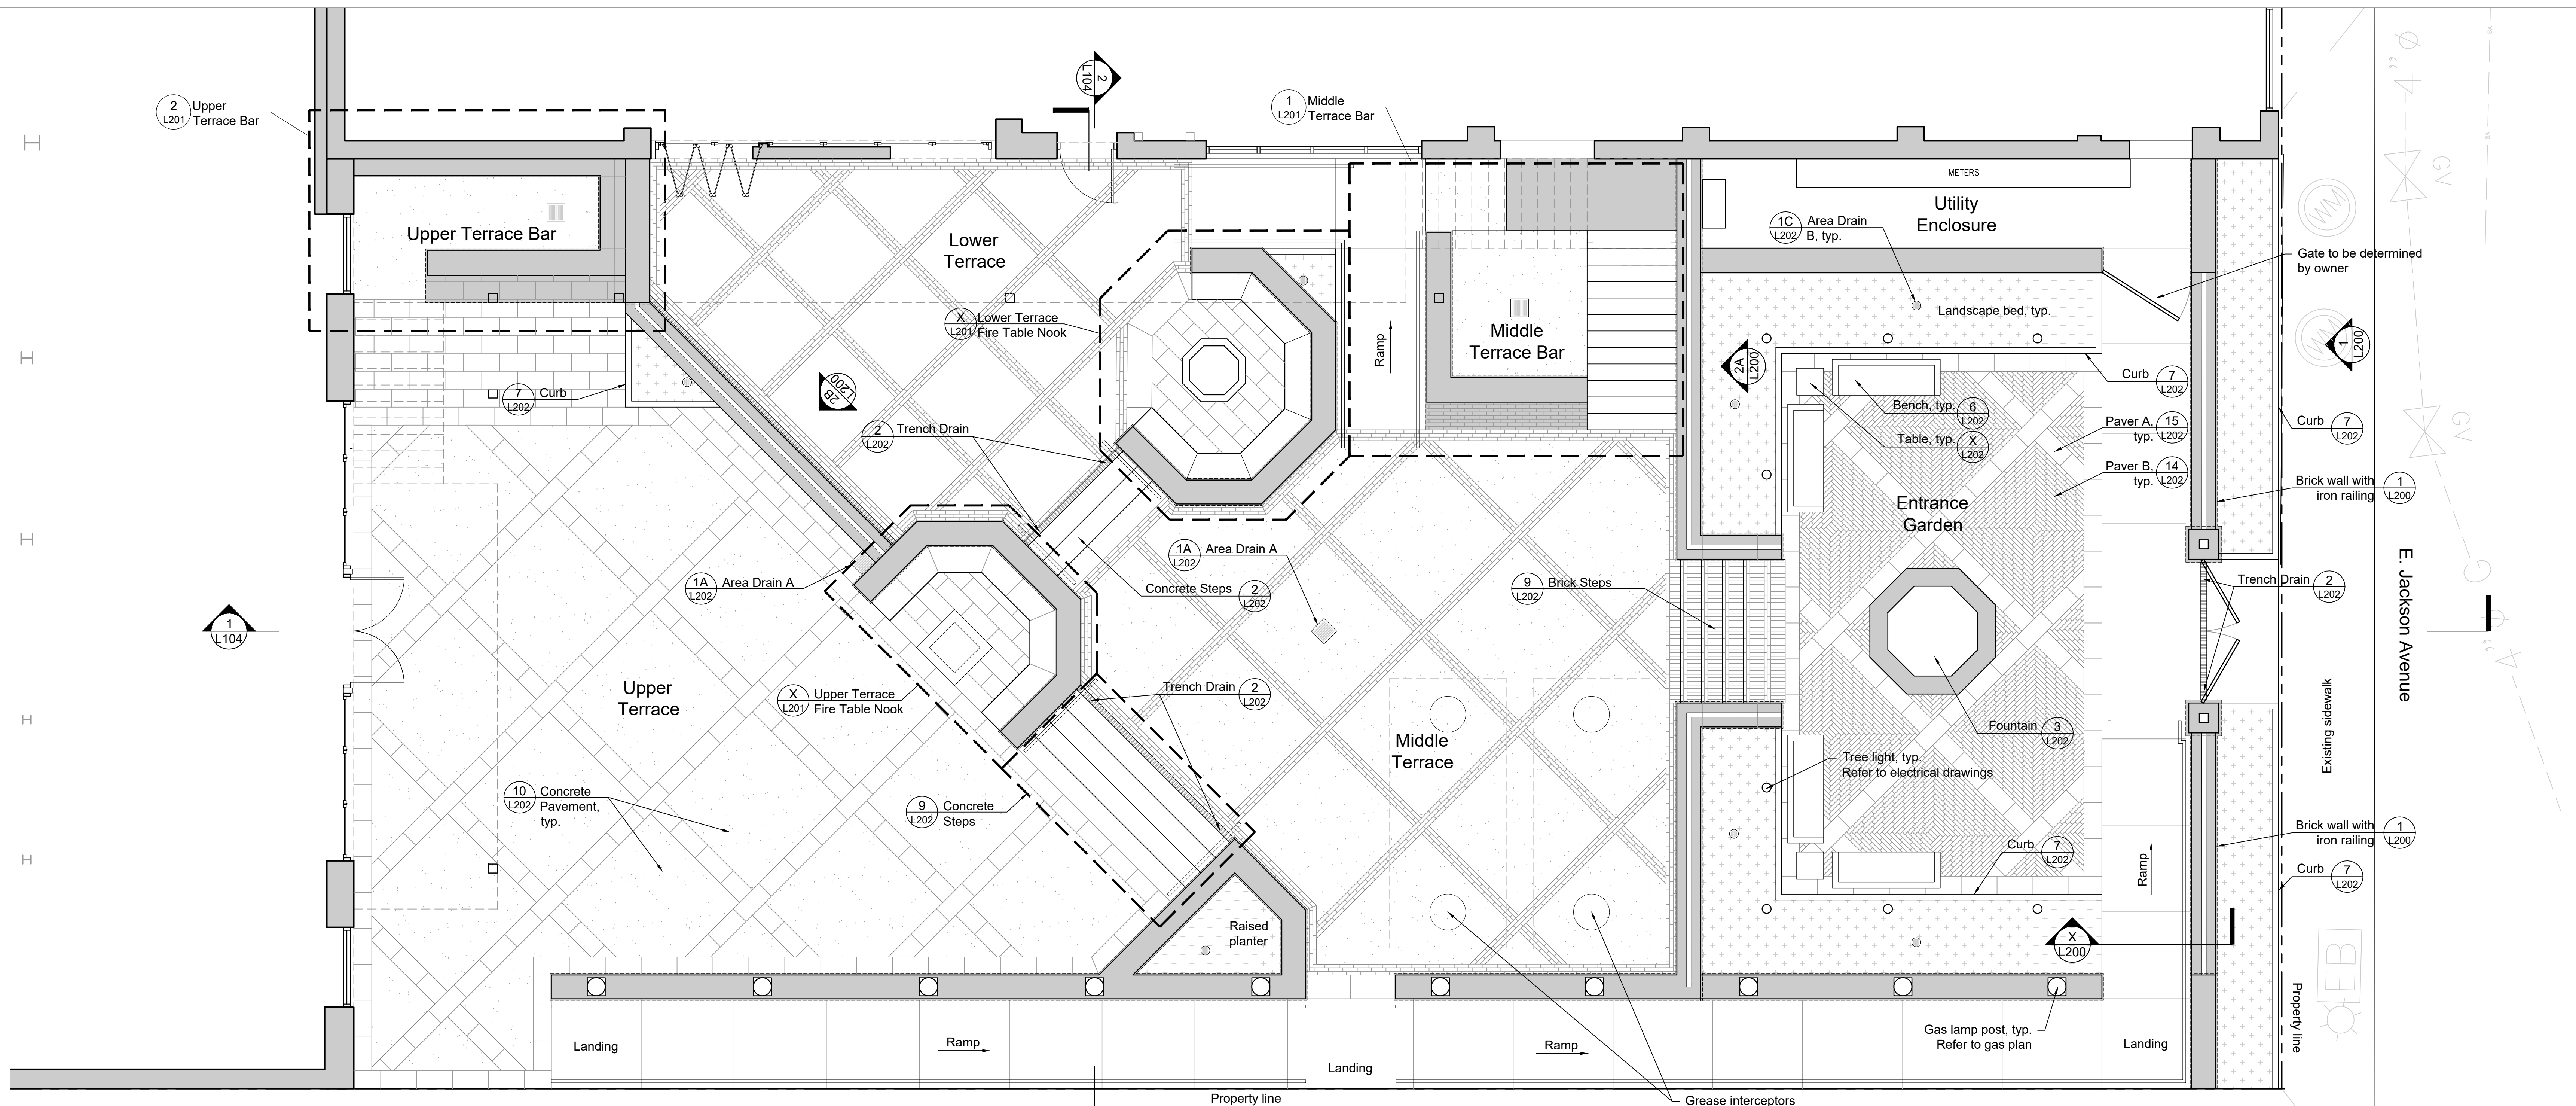 2
L104
2 Upper
L201 Terrace Bar
1 Middle
L201 Terrace Bar
METERS
Utility
Enclosure
1C Area Drain
L202 B, typ.
Upper Terrace Bar
Lower
Terrace
Gate to be determined
by owner
Landscape bed, typ.
X Lower Terrace
L201 Fire Table Nook
Ramp
Middle
Terrace Bar
2A
L200
1
L200
2B
L200
7 Curb
L202
Curb 7
L202
Bench, typ. 6
L202
Table, typ. X
L202
Paver A, 15
typ. L202
Paver B, 14
typ. L202
Curb 7
L202
2 Trench Drain
L202
Brick wall with 1
iron railing L200
Entrance
Garden
1A Area Drain A
L202
1A Area Drain A
L202
Concrete Steps 2
L202
9 Brick Steps
L202
Trench Drain 2
L202
E. Jackson Avenue
1
L104
Upper
Terrace
X Upper Terrace
L201 Fire Table Nook
Trench Drain 2
L202
Middle
Terrace
Fountain 3
L202
Existing sidewalk
Tree light, typ.
Refer to electrical drawings
10 Concrete
L202 Pavement,
typ.
9 Concrete
L202 Steps
Brick wall with 1
iron railing L200
Curb 7
L202
Ramp
Curb 7
L202
Raised
planter
X
L200
Landing
Ramp
Landing
Ramp
Gas lamp post, typ.
Refer to gas plan
Landing
Property line
Property line
Grease interceptors
GV
GV
WM
WM
EB